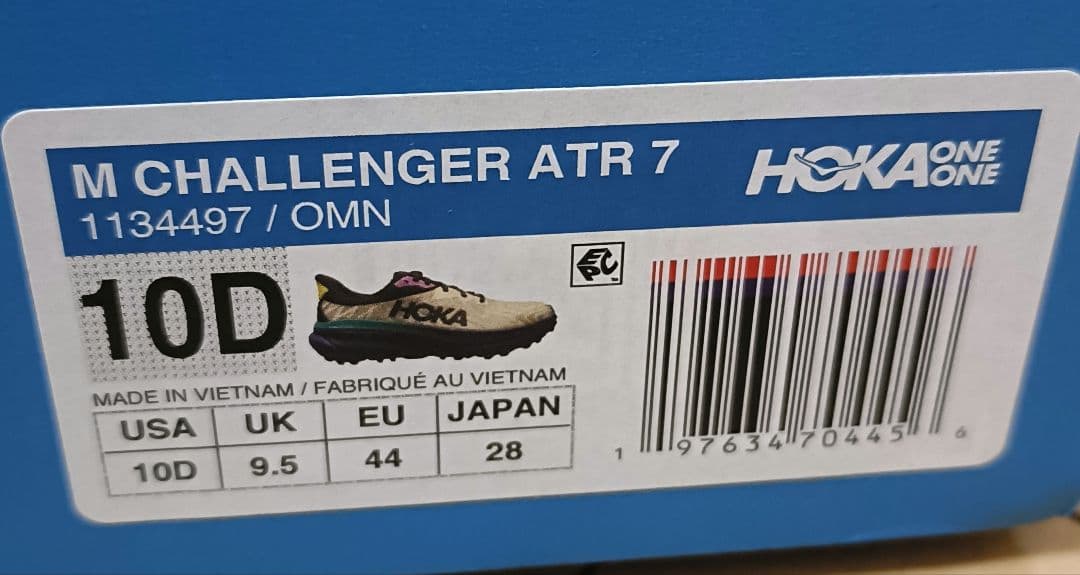 M CHALLENGER ATR 7
1134497 / OMN
HOKA ONE ONE
10D
HOKA
EPC
MADE IN VIETNAM / FABRIQUÉ AU VIETNAM
USA UK EU JAPAN
10D 9.5 44 28
1 97634 70445 6